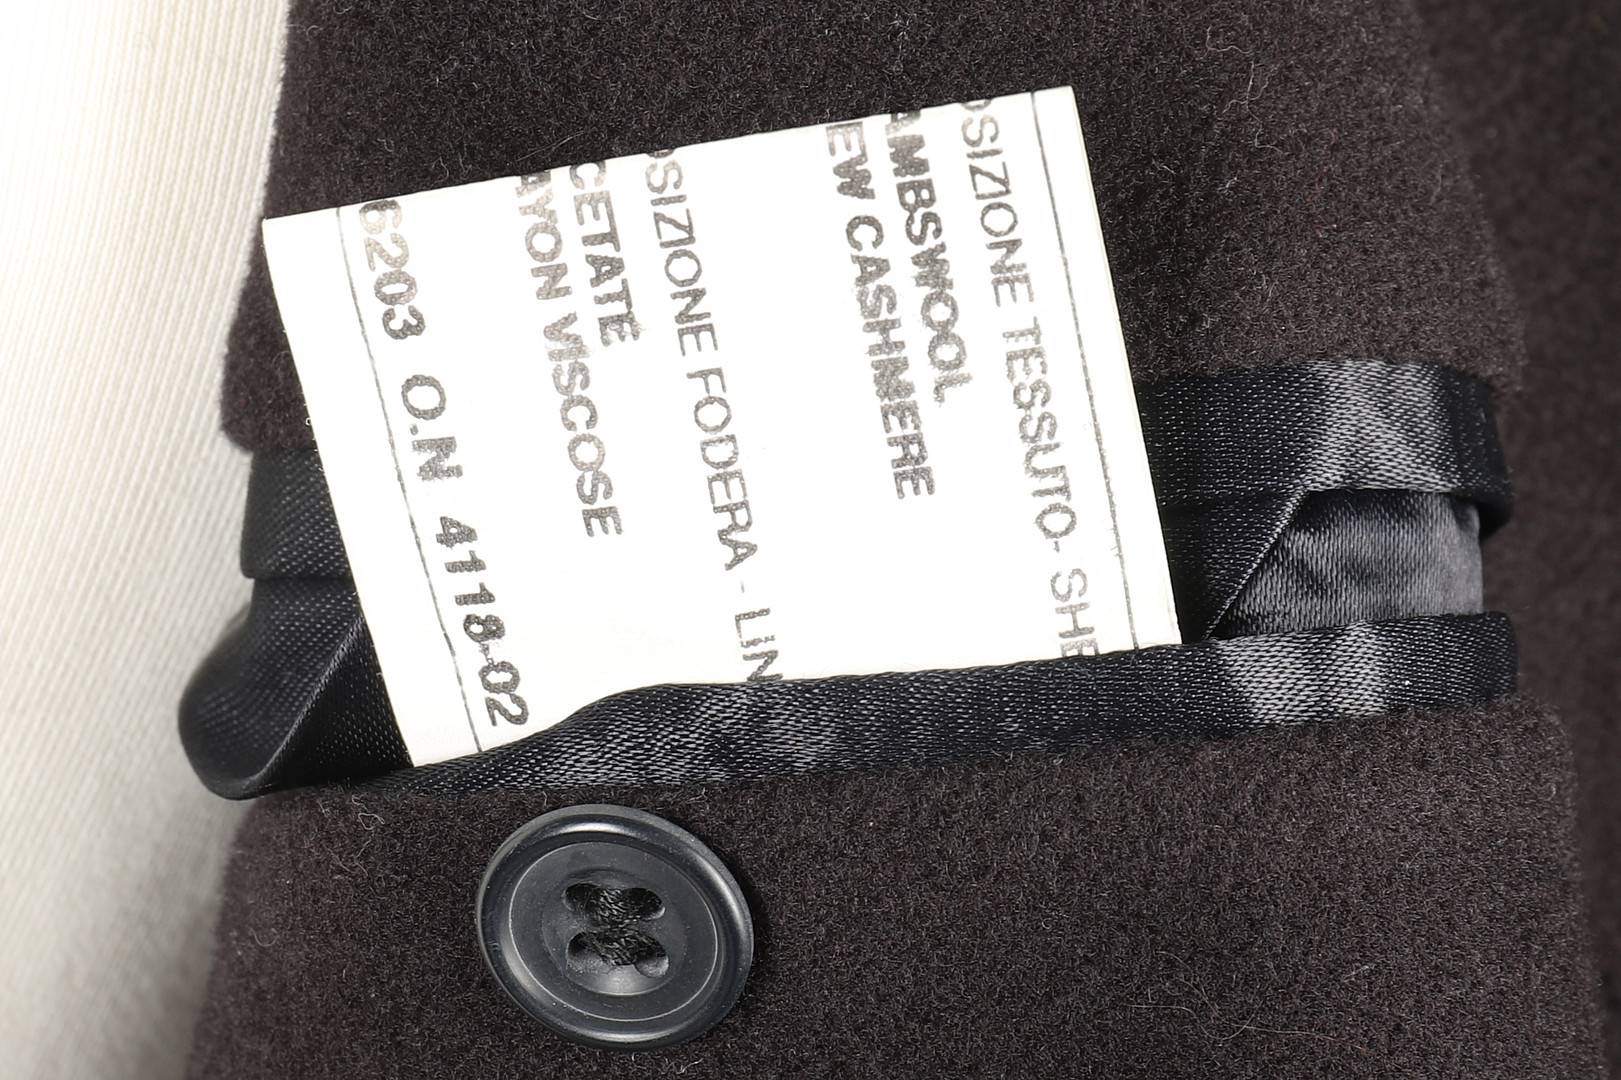 OSIZIONE TESSUTO- SHE
AMBSWOOL
EW CASHMERE
OSIZIONE FODERA - LIN
CETATE
AYON VISCOSE
6203 O.N 4118-02